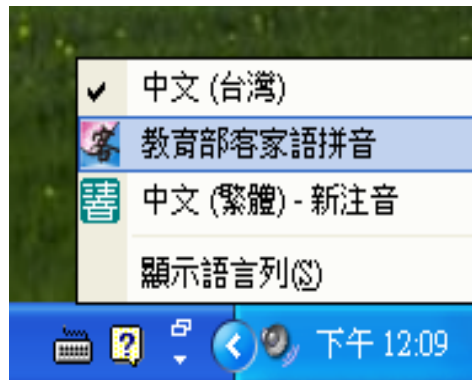 中文 (台灣)
客 教育部客家語拼音
中文 (繁體) - 新注音
顯示語言列(S)
下午 12:09